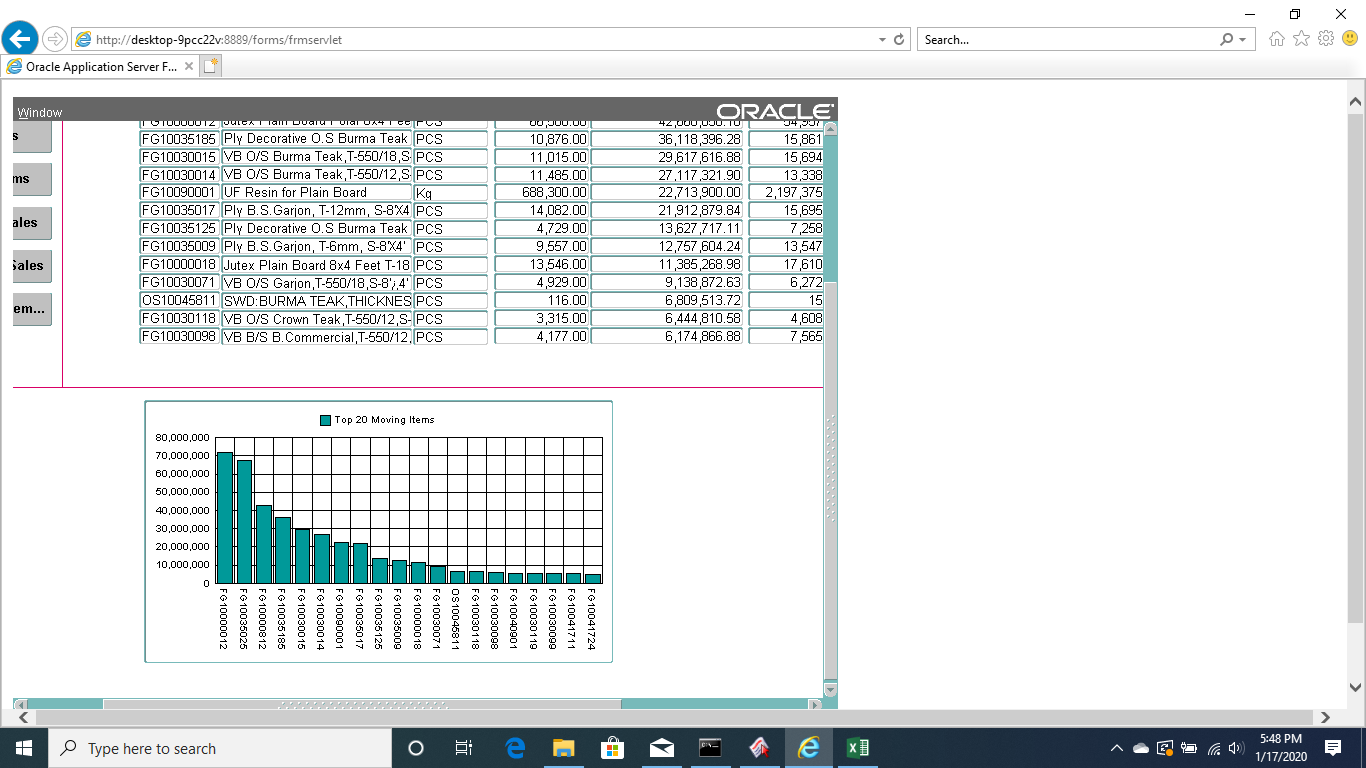 http://desktop-9pcc22v:8889/forms/frmservlet
Search...
Oracle Application Server F...
Window
ORACLE
s
FG10035185 Ply Decorative O.S Burma Teak PCS 10,876.00 36,118,396.28 15,861
FG10030015 VB O/S Burma Teak,T-550/18,S PCS 11,015.00 29,617,616.88 15,694
ms
FG10030014 VB O/S Burma Teak,T-550/12,S PCS 11,485.00 27,117,321.90 13,338
FG10090001 UF Resin for Plain Board Kg 688,300.00 22,713,900.00 2,197,375
FG10035017 Ply B.S.Garjon, T-12mm, S-8'X4 PCS 14,082.00 21,912,879.84 15,695
ales
FG10035125 Ply Decorative O.S Burma Teak PCS 4,729.00 13,627,717.11 7,258
FG10035009 Ply B.S.Garjon, T-6mm, S-8'X4' PCS 9,557.00 12,757,604.24 13,547
Sales
FG10000018 Jutex Plain Board 8x4 Feet T-18 PCS 13,546.00 11,385,268.98 17,610
FG10030071 VB O/S Garjon,T-550/18,S-8',4' PCS 4,929.00 9,138,872.63 6,272
OS10045811 SWD:BURMA TEAK,THICKNES PCS 116.00 6,809,513.72 15
em...
FG10030118 VB O/S Crown Teak,T-550/12,S- PCS 3,315.00 6,444,810.58 4,608
FG10030098 VB B/S B.Commercial,T-550/12, PCS 4,177.00 6,174,866.88 7,565
Top 20 Moving Items
80,000,000
70,000,000
60,000,000
50,000,000
40,000,000
30,000,000
20,000,000
10,000,000
0
FG10000012
FG10035025
FG10000812
FG10035185
FG10030015
FG10030014
FG10090001
FG10035017
FG10035125
FG10035009
FG10000018
FG10030071
OS10045811
FG10030118
FG10030098
FG10040901
FG10030119
FG10030099
FG10041711
FG10041724
Type here to search
5:48 PM
1/17/2020